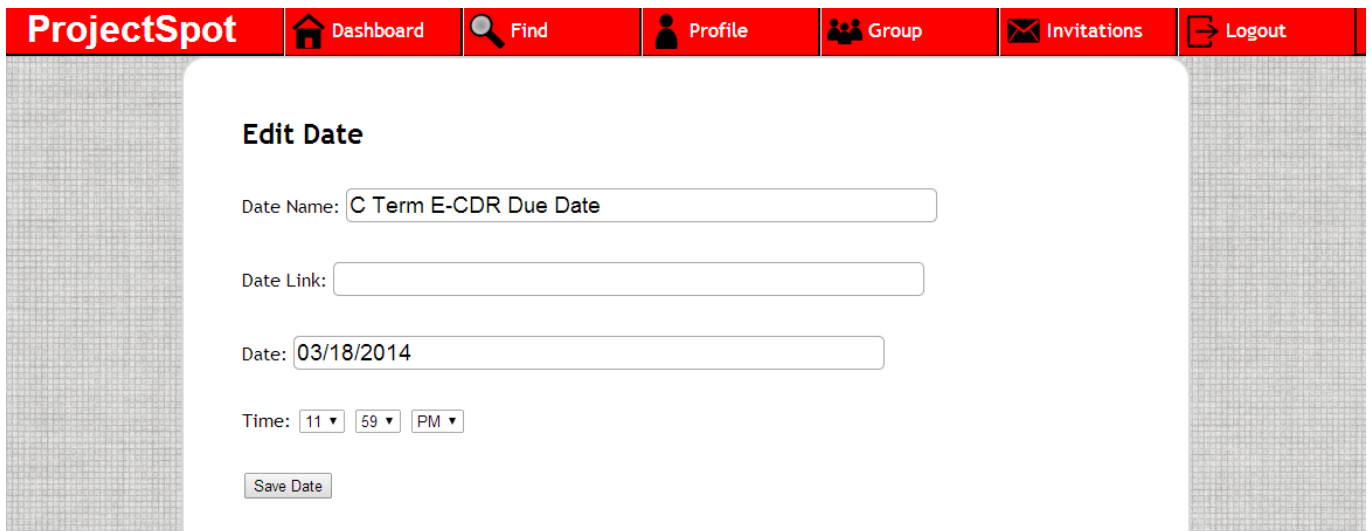 ProjectSpot Dashboard Find Profile Group Invitations Logout
Edit Date
Date Name: C Term E-CDR Due Date
Date Link:
Date: 03/18/2014
Time: 11 59 PM
Save Date